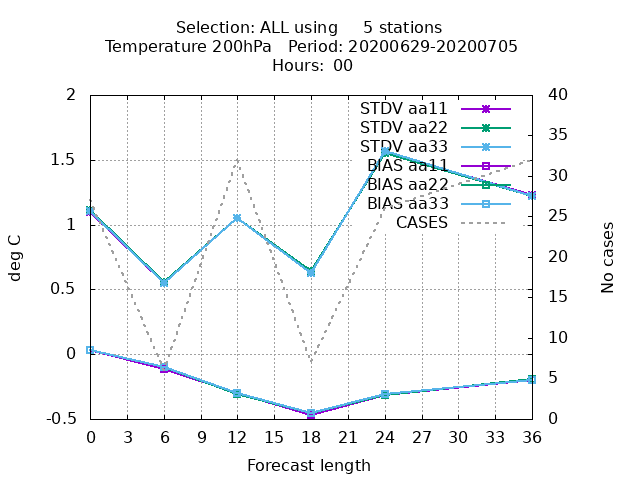 Selection: ALL using     5 stations
Temperature 200hPa   Period: 20200629-20200705
Hours:  00
2
1.5
1
0.5
0
-0.5
deg C
40
35
30
25
20
15
10
5
0
No cases
STDV aa11
STDV aa22
STDV aa33
BIAS aa11
BIAS aa22
BIAS aa33
CASES
0 3 6 9 12 15 18 21 24 27 30 33 36
Forecast length